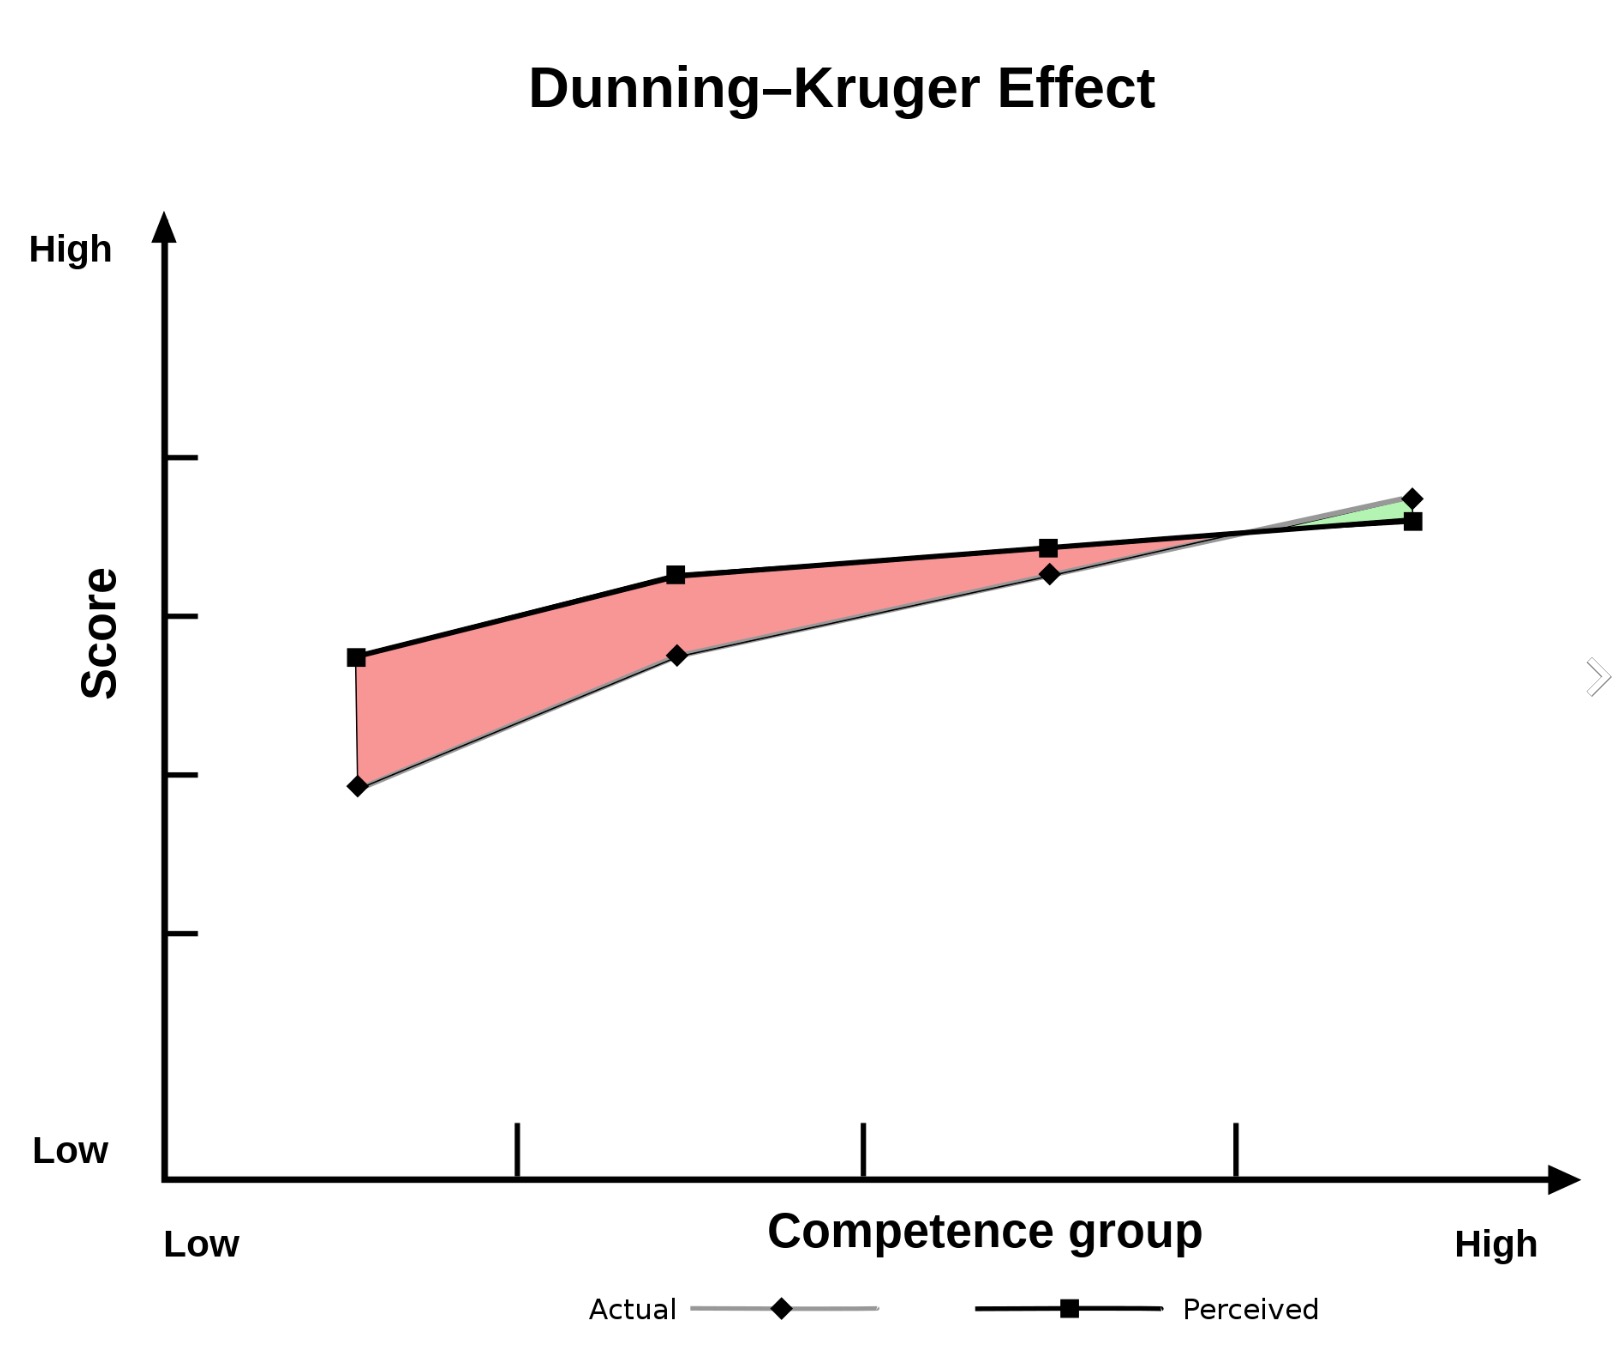 Dunning–Kruger Effect
High
Score
Low
Low
Competence group
High
Actual
Perceived